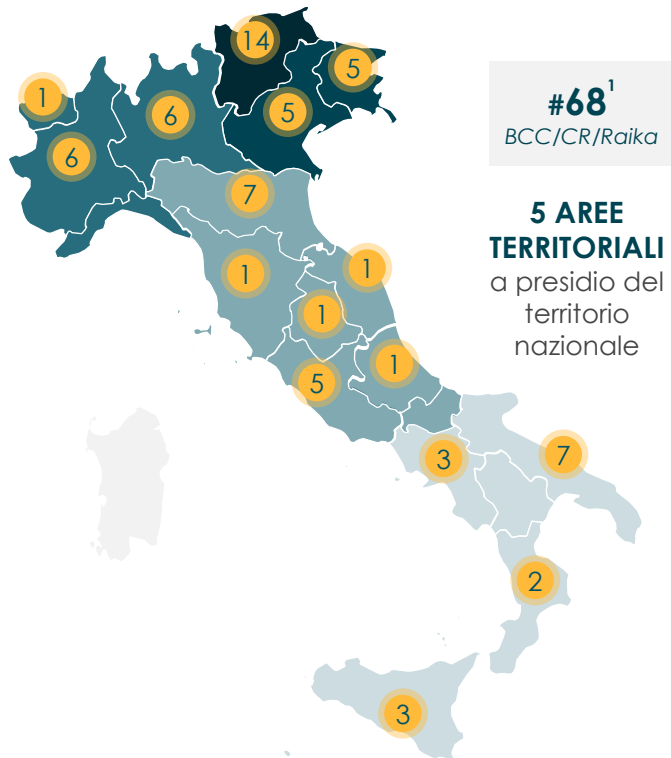 14
5
1
6
5
6
7
1
1
1
5
1
3
7
2
3
#68¹
BCC/CR/Raika
5 AREE
TERRITORIALI
a presidio del
territorio
nazionale